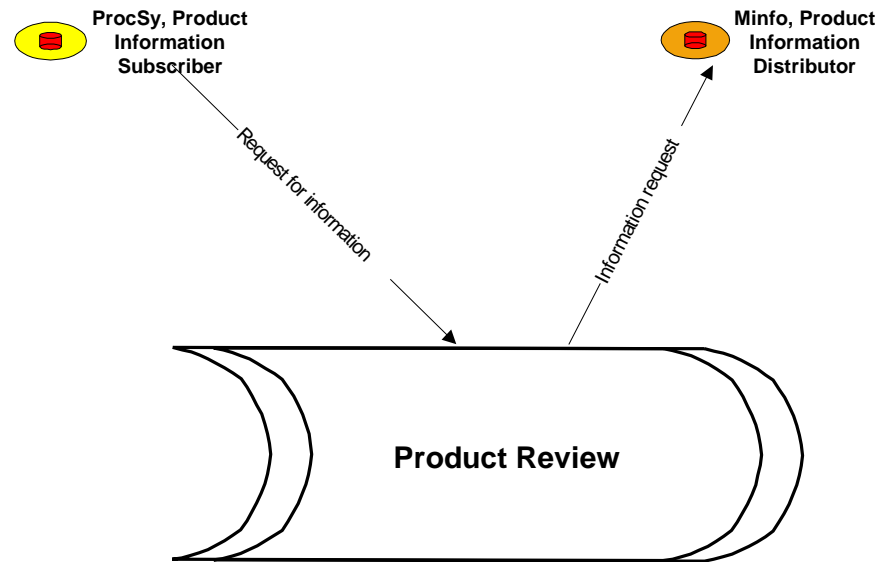 ProcSy, Product
Information
Subscriber
Minfo, Product
Information
Distributor
Request for information
Information request
Product Review